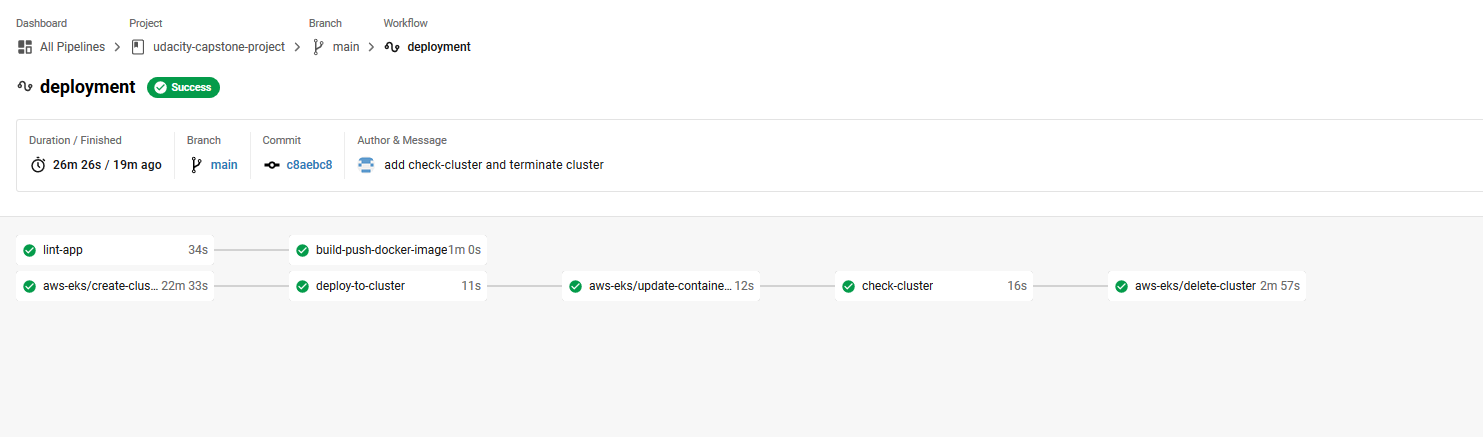 Dashboard Project Branch Workflow
All Pipelines udacity-capstone-project main deployment
deployment Success
Duration / Finished Branch Commit Author & Message
26m 26s / 19m ago main c8aebc8 add check-cluster and terminate cluster
lint-app 34s build-push-docker-image 1m 0s
aws-eks/create-clus... 22m 33s deploy-to-cluster 11s aws-eks/update-containe... 12s check-cluster 16s aws-eks/delete-cluster 2m 57s